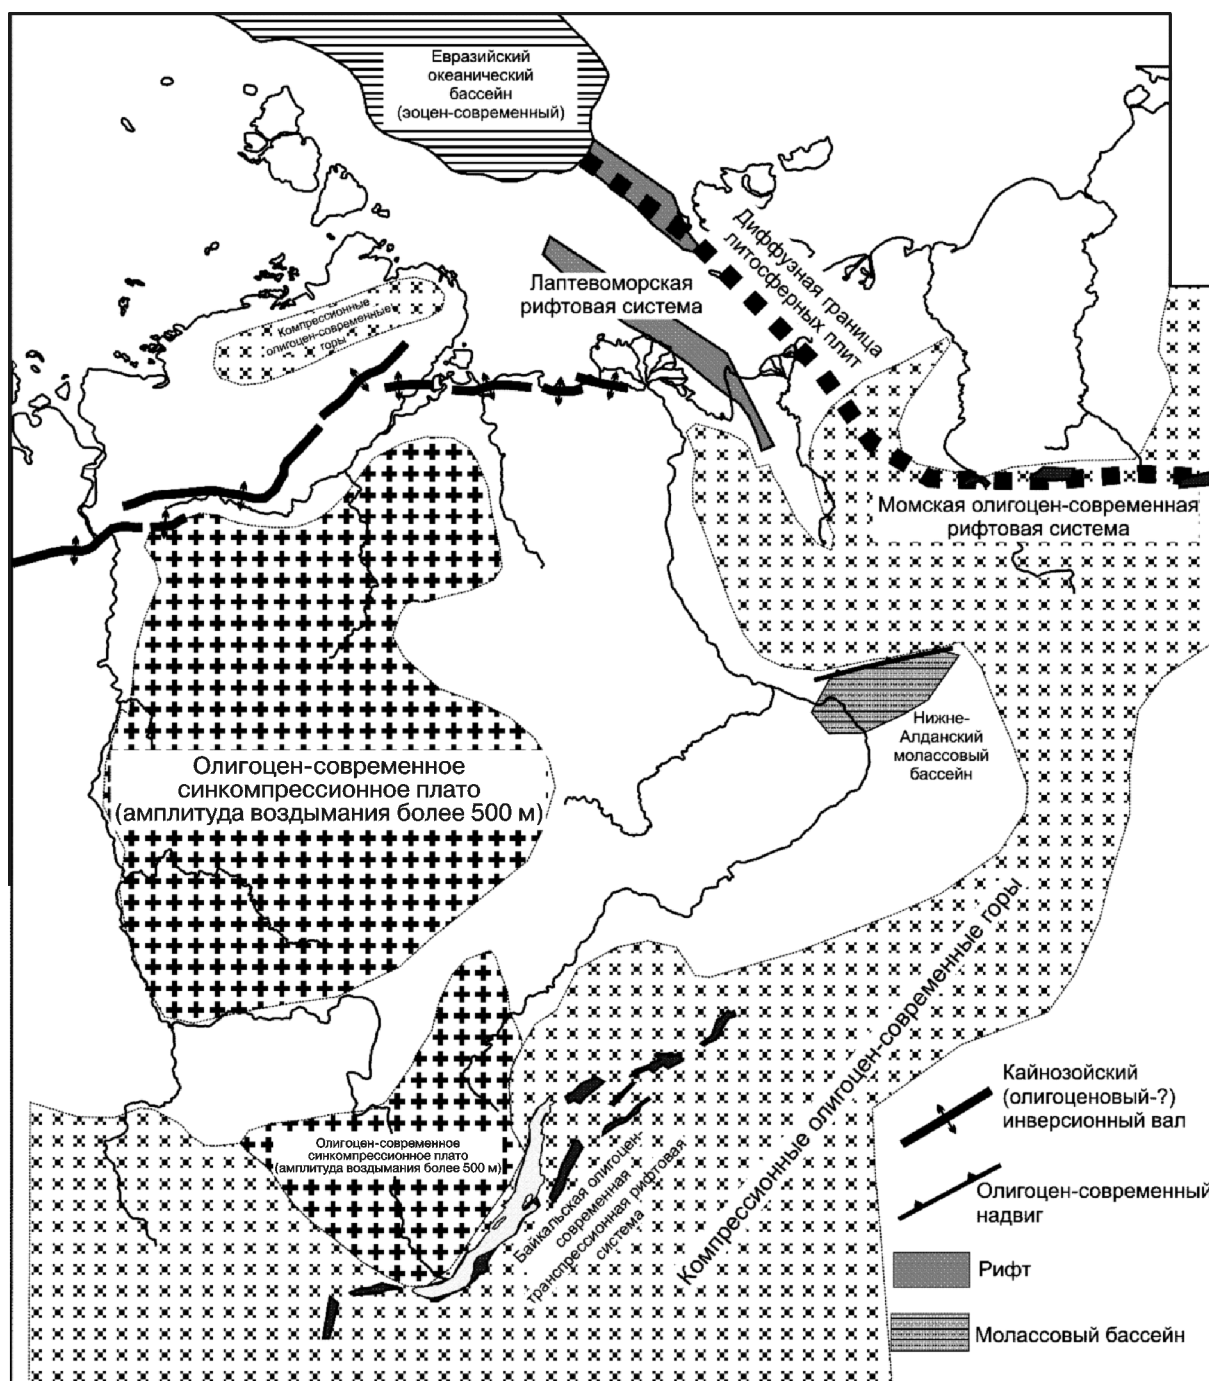 Евразийский
океанический
бассейн
(эоцен-современный)
Диффузная граница
литосферных плит
Лаптевоморская
рифтовая система
Компрессионные
олигоцен-современные
горы
Момская олигоцен-современная
рифтовая система
Нижне-
Алданский
молассовый
бассейн
Олигоцен-современное
синкомпрессионное плато
(амплитуда воздымания более 500 м)
Компрессионные олигоцен-современные горы
Олигоцен-современное
синкомпрессионное плато
(амплитуда воздымания более 500 м)
Байкальская олигоцен-
современная
транспрессионная рифтовая
система
Кайнозойский
(олигоценовый-?)
инверсионный вал
Олигоцен-современный
надвиг
Рифт
Молассовый бассейн